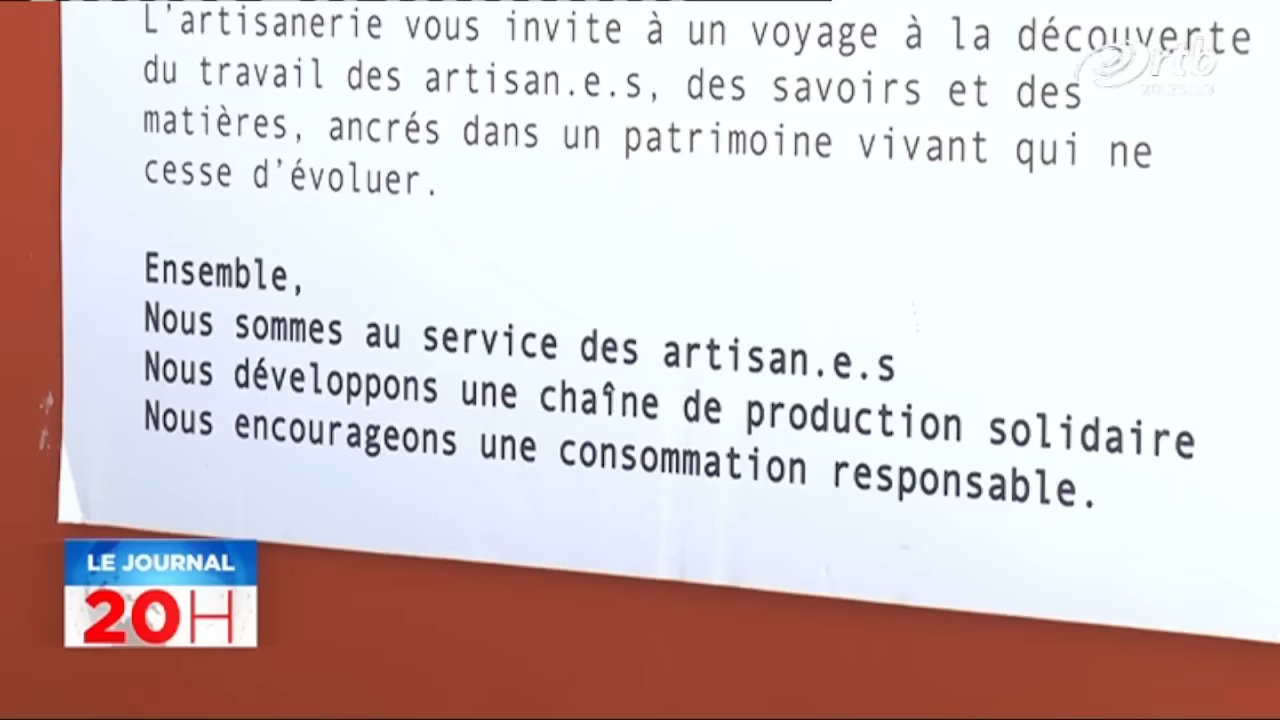 L'artisanerie vous invite à un voyage à la découverte
du travail des artisan.e.s, des savoirs et des
matières, ancrés dans un patrimoine vivant qui ne
cesse d'évoluer.
Ensemble,
Nous sommes au service des artisan.e.s
Nous développons une chaîne de production solidaire
Nous encourageons une consommation responsable.
rtb
LE JOURNAL
20H